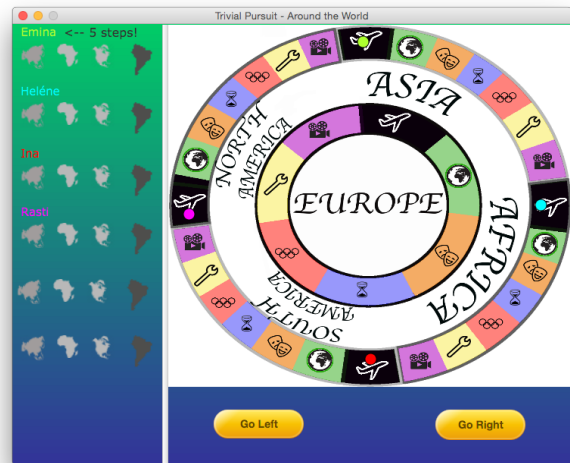 Trivial Pursuit - Around the World
Emina <-- 5 steps!
Heléne
Ina
Resti
ASIA
NORTH
AMERICA
EUROPE
AFRICA
SOUTH
AMERICA
Go Left
Go Right